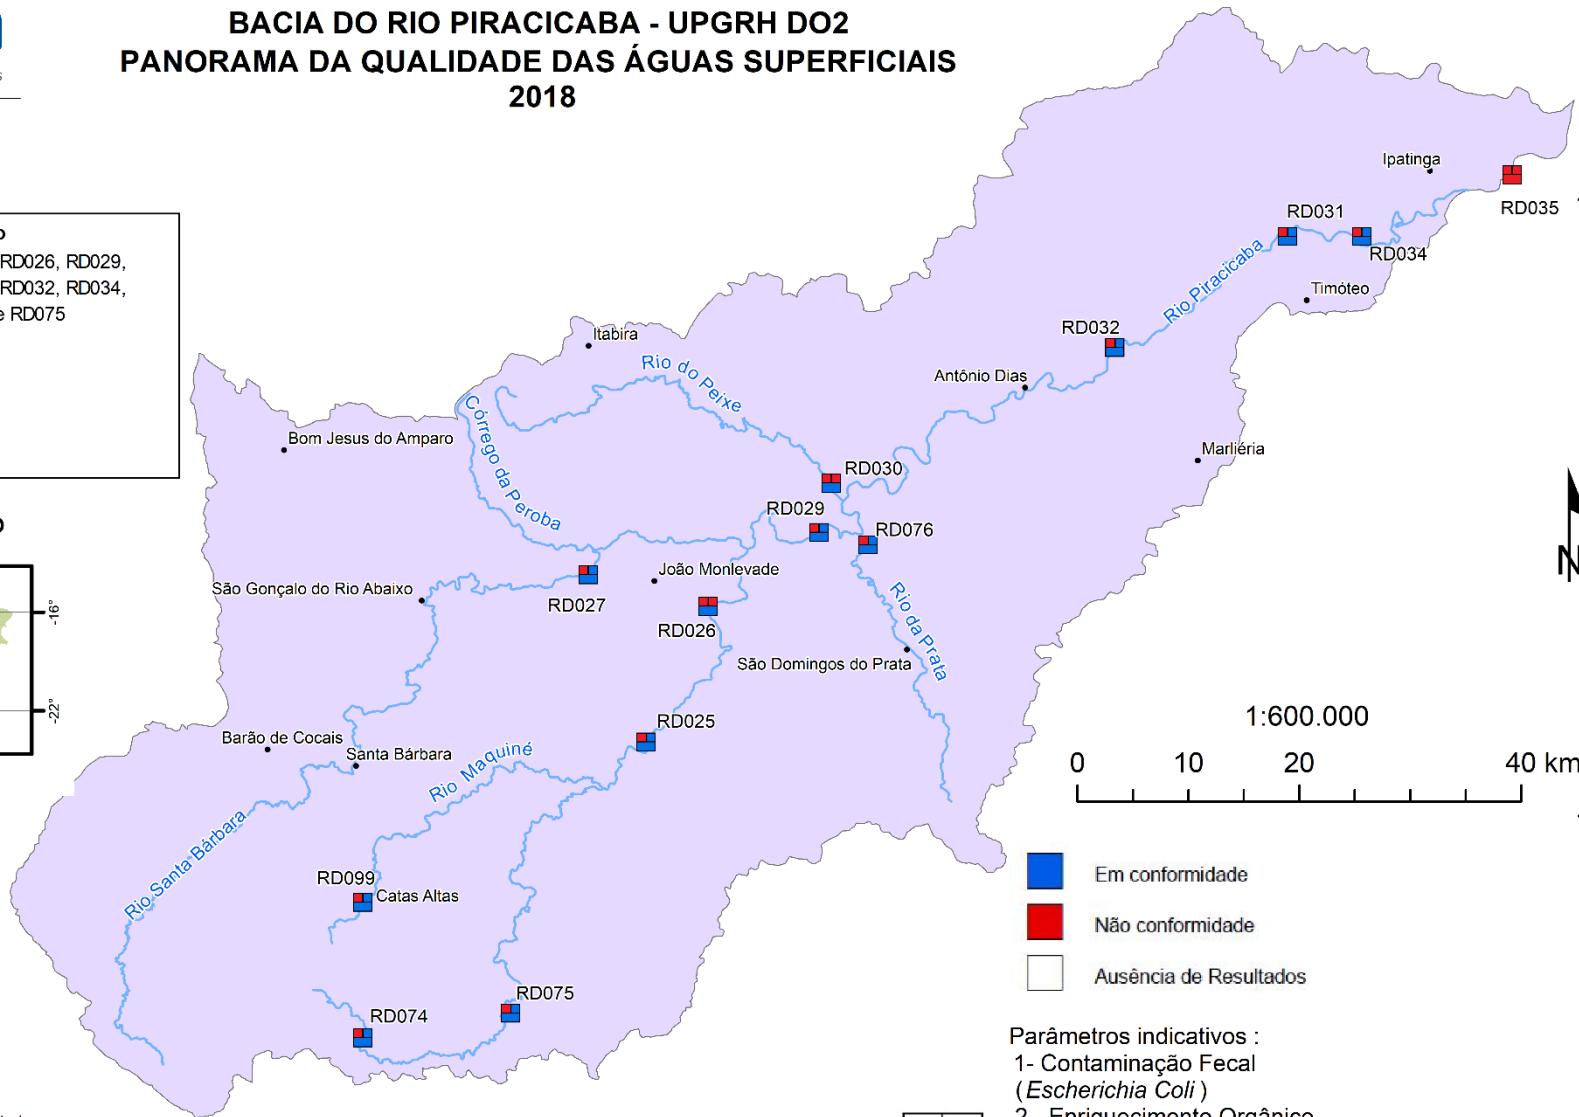 BACIA DO RIO PIRACICABA - UPGRH DO2
PANORAMA DA QUALIDADE DAS ÁGUAS SUPERFICIAIS
2018
RD026, RD029,
RD032, RD034,
e RD075
-16°
-22°
Ipatinga
RD035
RD031
RD034
Rio Piracicaba
Timóteo
RD032
Itabira
Rio do Peixe
Antônio Dias
Córrego da Peroba
Bom Jesus do Amparo
Marliéria
RD030
RD029
RD076
João Monlevade
São Gonçalo do Rio Abaixo
RD027
RD026
Rio da Prata
São Domingos do Prata
RD025
Barão de Cocais
Santa Bárbara
Rio Maquiné
Rio Santa Bárbara
RD099
Catas Altas
RD075
RD074
N
1:600.000
0 10 20 40 km
Em conformidade
Não conformidade
Ausência de Resultados
Parâmetros indicativos :
1- Contaminação Fecal
(Escherichia Coli )
2 - Enriquecimento Orgânico